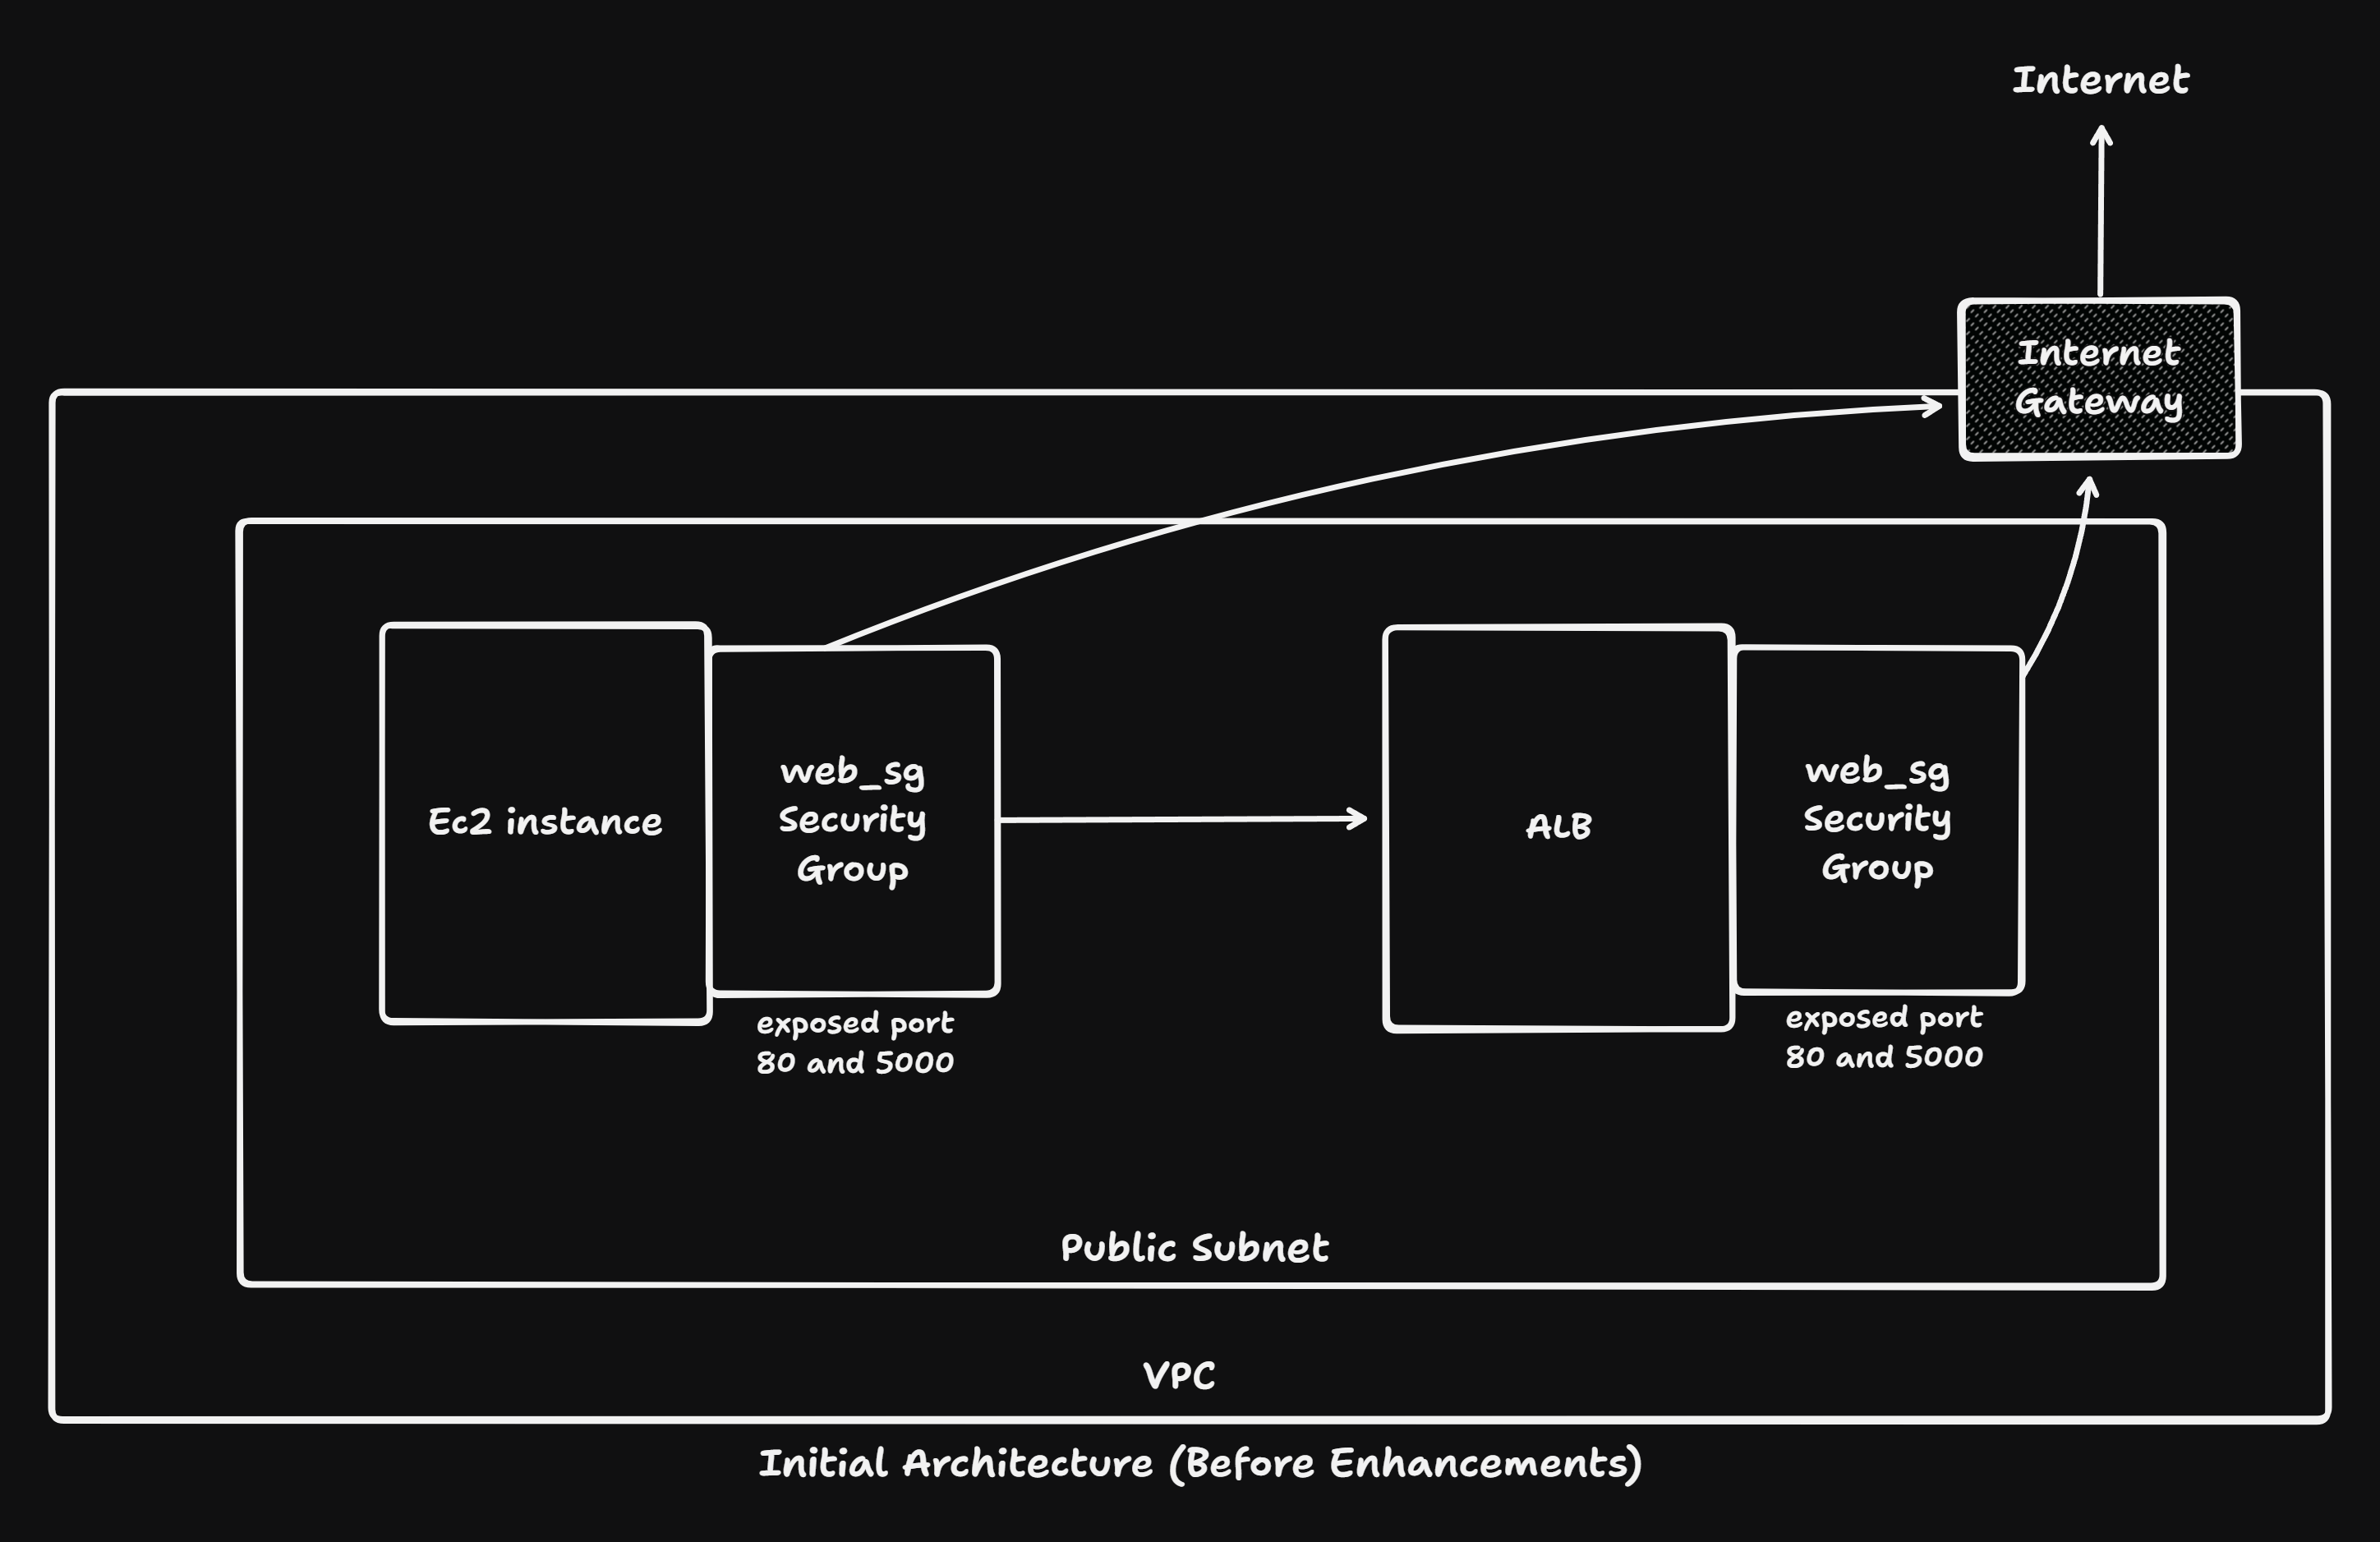 Internet
Internet
Gateway
Ec2 instance
web_sg
Security
Group
exposed port
80 and 5000
ALB
web_sg
Security
Group
exposed port
80 and 5000
Public Subnet
VPC
Initial Architecture (Before Enhancements)